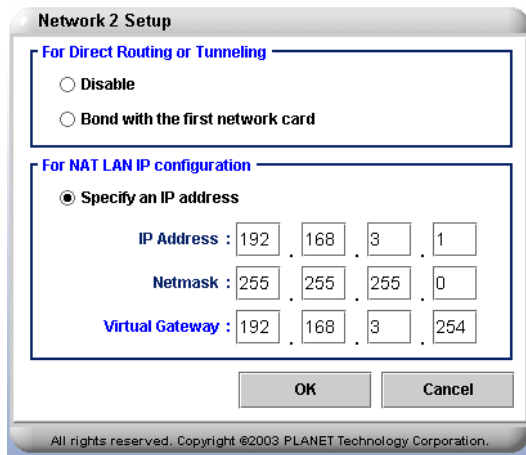 Network 2 Setup
For Direct Routing or Tunneling
Disable
Bond with the first network card
For NAT LAN IP configuration
Specify an IP address
IP Address : 192 . 168 . 3 . 1
Netmask : 255 . 255 . 255 . 0
Virtual Gateway : 192 . 168 . 3 . 254
OK Cancel
All rights reserved. Copyright ©2003 PLANET Technology Corporation.